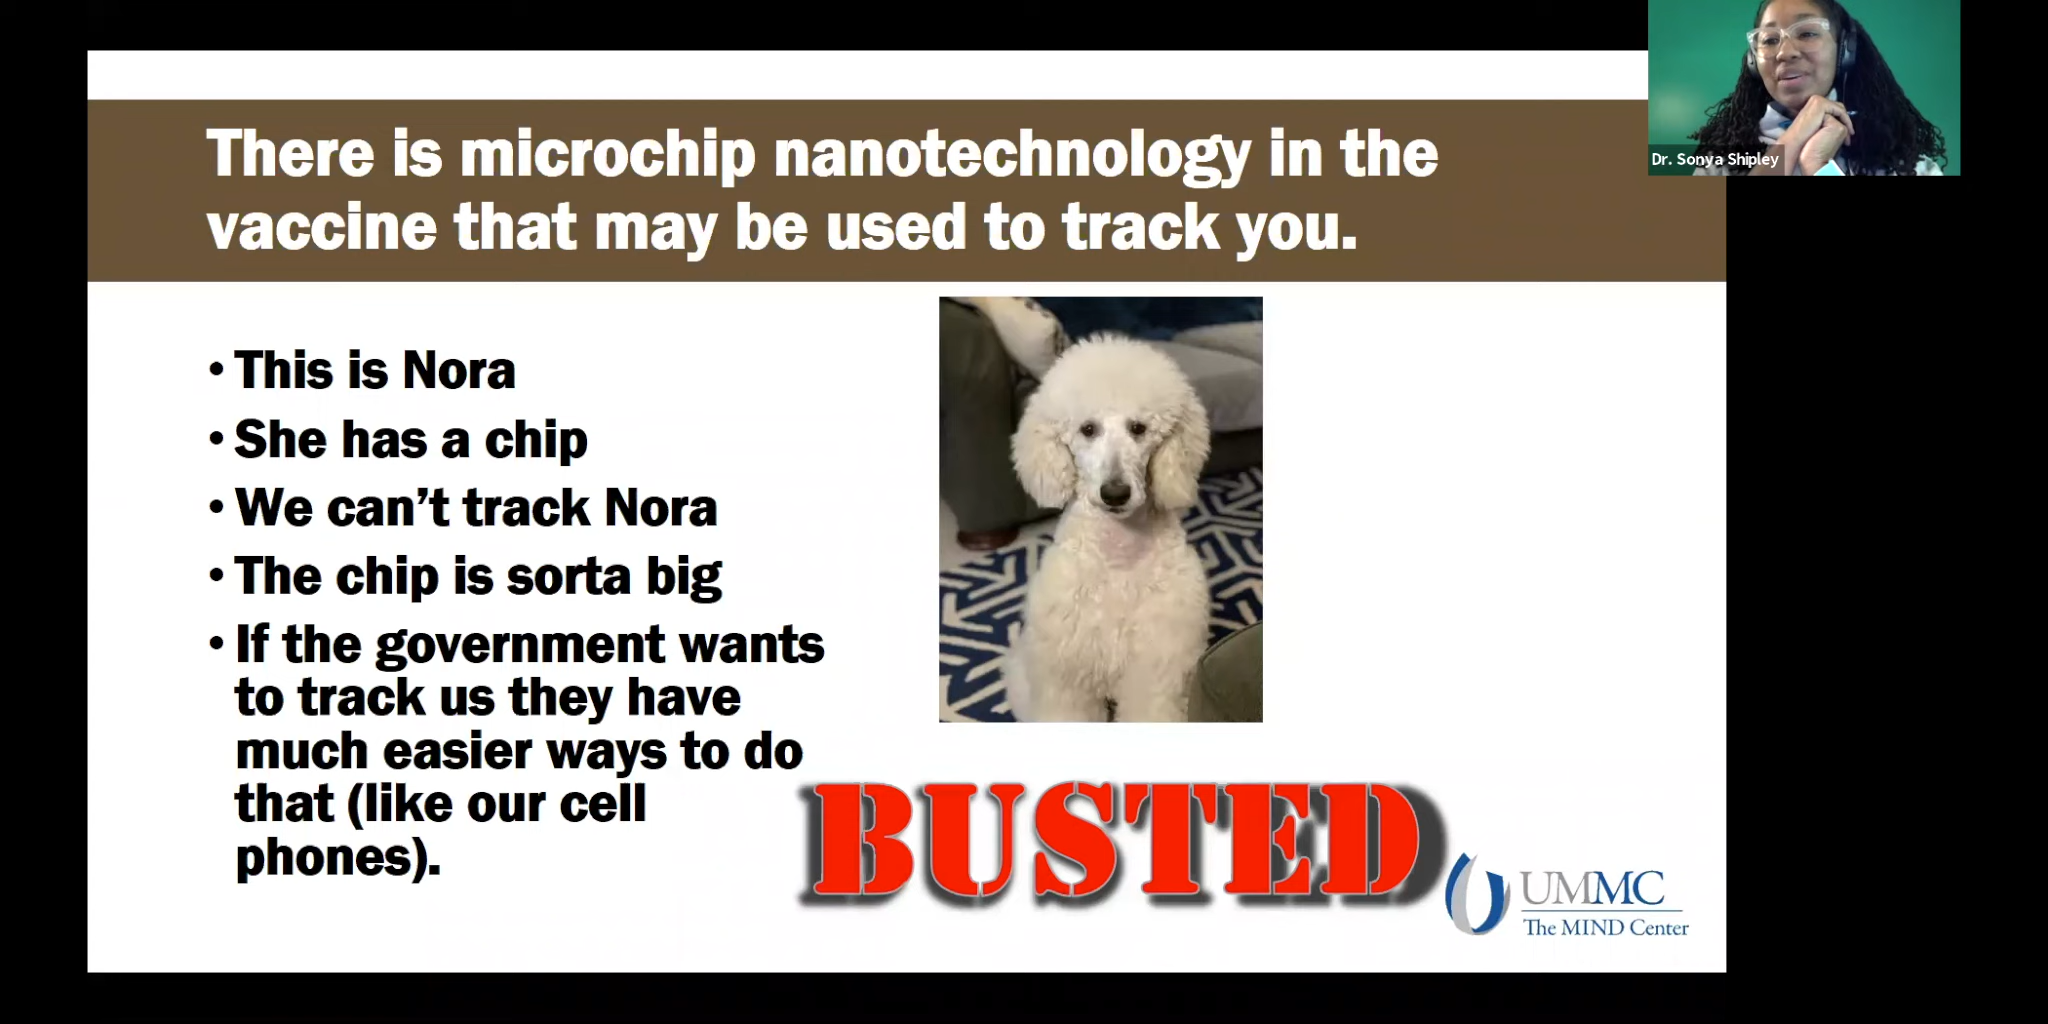 There is microchip nanotechnology in the
vaccine that may be used to track you.
Dr. Sonya Shipley
• This is Nora
• She has a chip
• We can't track Nora
• The chip is sorta big
• If the government wants
to track us they have
much easier ways to do
that (like our cell
phones).
BUSTED
UMMC
The MIND Center